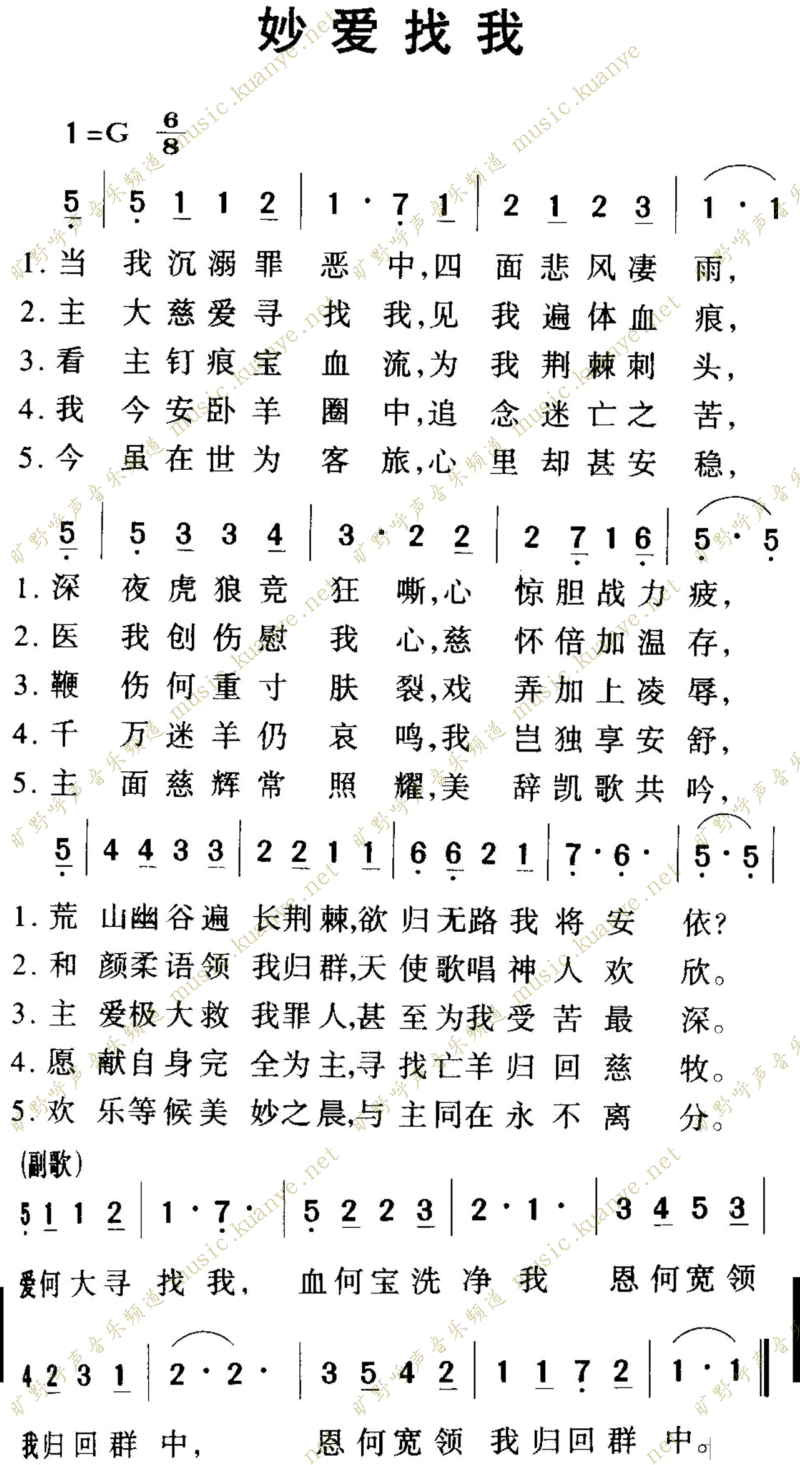 妙爱找我
1=G 6/8
5 | 5 1 1 2 | 1 · 7 1 | 2 1 2 3 | 1 · 1
1.当 我沉溺罪 恶 中,四 面悲风凄 雨,
2.主 大慈爱寻 找 我,见 我遍体血 痕,
3.看 主钉痕宝 血 流,为 我荆棘刺 头,
4.我 今安卧羊 圈 中,追 念迷亡之 苦,
5.今 虽在世为 客 旅,心 里却甚安 稳,
5 | 5 3 3 4 | 3 · 2 2 | 2 7 1 6 | 5 · 5
1.深 夜虎狼竞 狂 嘶,心 惊胆战力 疲,
2.医 我创伤慰 我 心,慈 怀倍加温 存,
3.鞭 伤何重寸 肤 裂,戏 弄加上凌 辱,
4.千 万迷羊仍 哀 鸣,我 岂独享安 舒,
5.主 面慈辉常 照 耀,美 辞凯歌共 吟,
5 | 4 4 3 3 | 2 2 1 1 | 6 6 2 1 | 7 · 6 · | 5 · 5 |
1.荒 山幽谷遍 长荆棘,欲 归无路我 将 安 依?
2.和 颜柔语领 我归群,天 使歌唱神 人 欢 欣。
3.主 爱极大救 我罪人,甚 至为我受 苦 最 深。
4.愿 献自身完 全为主,寻 找亡羊归 回 慈 牧。
5.欢 乐等候美 妙之晨,与 主同在永 不 离 分。
(副歌)
5 1 1 2 | 1 · 7 · | 5 2 2 3 | 2 · 1 · | 3 4 5 3 |
爱何大寻 找 我, 血何宝洗 净 我 恩何宽领
4 2 3 1 | 2 · 2 · | 3 5 4 2 | 1 1 7 2 | 1 · 1 ||
我归回群 中, 恩何宽领 我归回群 中。
旷野呼声音乐频道 music.kuanye.net